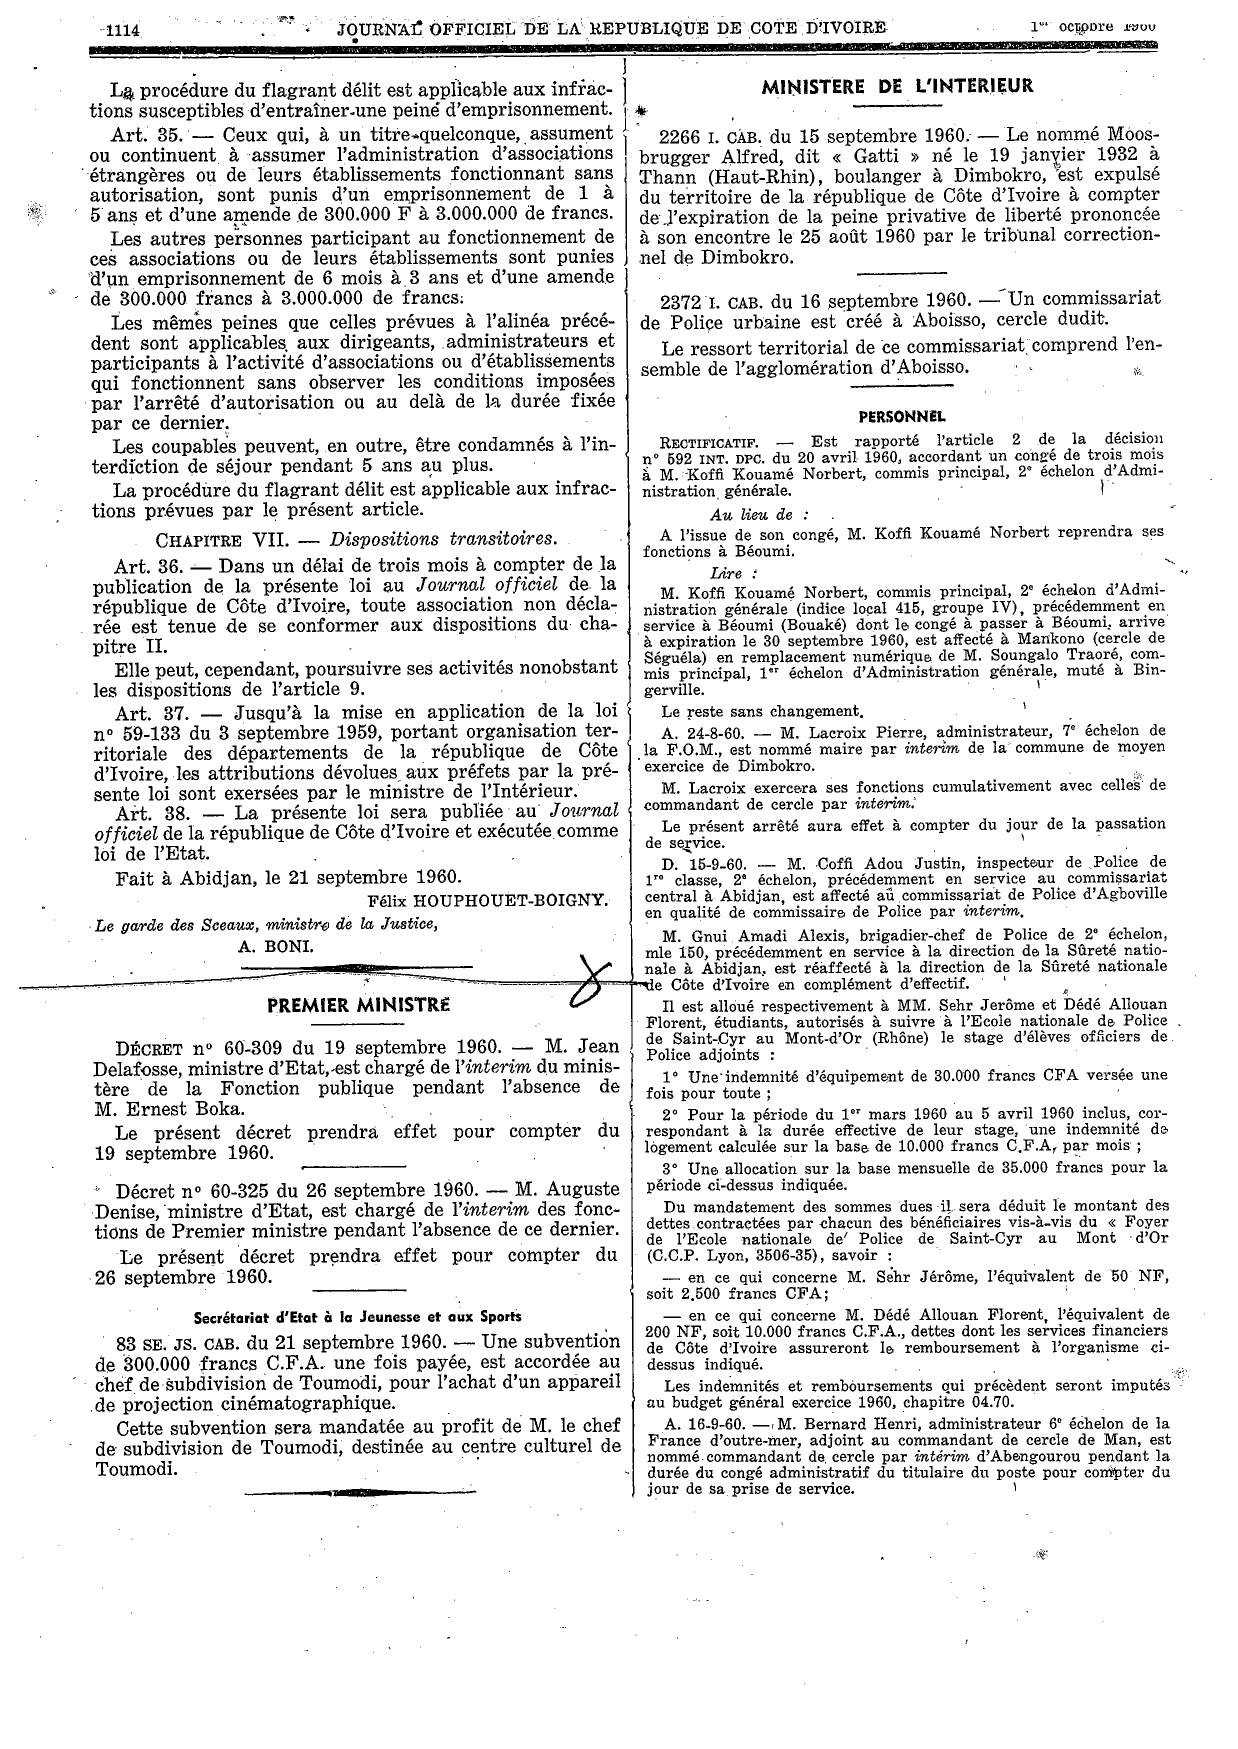 1114
JOURNAL OFFICIEL DE LA REPUBLIQUE DE COTE D'IVOIRE
1er octobre
La procédure du flagrant délit est applicable aux infrac-
tions susceptibles d'entraîner une peine d'emprisonnement.
Art. 35. — Ceux qui, à un titre quelconque, assument
ou continuent à assumer l'administration d'associations
étrangères ou de leurs établissements fonctionnant sans
autorisation, sont punis d'un emprisonnement de 1 à
5 ans et d'une amende de 300.000 F à 3.000.000 de francs.
Les autres personnes participant au fonctionnement de
ces associations ou de leurs établissements sont punies
d'un emprisonnement de 6 mois à 3 ans et d'une amende
de 300.000 francs à 3.000.000 de francs.
Les mêmes peines que celles prévues à l'alinéa précé-
dent sont applicables aux dirigeants, administrateurs et
participants à l'activité d'associations ou d'établissements
qui fonctionnent sans observer les conditions imposées
par l'arrêté d'autorisation ou au delà de la durée fixée
par ce dernier.
Les coupables peuvent, en outre, être condamnés à l'in-
terdiction de séjour pendant 5 ans au plus.
La procédure du flagrant délit est applicable aux infrac-
tions prévues par le présent article.
CHAPITRE VII. — Dispositions transitoires.
Art. 36. — Dans un délai de trois mois à compter de la
publication de la présente loi au Journal officiel de la
république de Côte d'Ivoire, toute association non décla-
rée est tenue de se conformer aux dispositions du cha-
pitre II.
Elle peut, cependant, poursuivre ses activités nonobstant
les dispositions de l'article 9.
Art. 37. — Jusqu'à la mise en application de la loi
n° 59-133 du 3 septembre 1959, portant organisation ter-
ritoriale des départements de la république de Côte
d'Ivoire, les attributions dévolues aux préfets par la pré-
sente loi sont exersées par le ministre de l'Intérieur.
Art. 38. — La présente loi sera publiée au Journal
officiel de la république de Côte d'Ivoire et exécutée comme
loi de l'Etat.
Fait à Abidjan, le 21 septembre 1960.
Félix HOUPHOUET-BOIGNY.
Le garde des Sceaux, ministre de la Justice,
A. BONI.
PREMIER MINISTRE
DÉCRET n° 60-309 du 19 septembre 1960. — M. Jean
Delafosse, ministre d'Etat, est chargé de l'interim du minis-
tère de la Fonction publique pendant l'absence de
M. Ernest Boka.
Le présent décret prendra effet pour compter du
19 septembre 1960.
Décret n° 60-325 du 26 septembre 1960. — M. Auguste
Denise, ministre d'Etat, est chargé de l'interim des fonc-
tions de Premier ministre pendant l'absence de ce dernier.
Le présent décret prendra effet pour compter du
26 septembre 1960.
Secrétariat d'Etat à la Jeunesse et aux Sports
83 SE. JS. CAB. du 21 septembre 1960. — Une subvention
de 300.000 francs C.F.A. une fois payée, est accordée au
chef de subdivision de Toumodi, pour l'achat d'un appareil
de projection cinématographique.
Cette subvention sera mandatée au profit de M. le chef
de subdivision de Toumodi, destinée au centre culturel de
Toumodi.
MINISTERE DE L'INTERIEUR
2266 I. CAB. du 15 septembre 1960. — Le nommé Moos-
brugger Alfred, dit « Gatti » né le 19 janvier 1932 à
Thann (Haut-Rhin), boulanger à Dimbokro, est expulsé
du territoire de la république de Côte d'Ivoire à compter
de l'expiration de la peine privative de liberté prononcée
à son encontre le 25 août 1960 par le tribunal correction-
nel de Dimbokro.
2372 I. CAB. du 16 septembre 1960. — Un commissariat
de Police urbaine est créé à Aboisso, cercle dudit.
Le ressort territorial de ce commissariat comprend l'en-
semble de l'agglomération d'Aboisso.
PERSONNEL
RECTIFICATIF. — Est rapporté l'article 2 de la décision
n° 592 INT. DPC. du 20 avril 1960, accordant un congé de trois mois
à M. Koffi Kouamé Norbert, commis principal, 2e échelon d'Admi-
nistration générale.
Au lieu de :
A l'issue de son congé, M. Koffi Kouamé Norbert reprendra ses
fonctions à Béoumi.
Lire :
M. Koffi Kouamé Norbert, commis principal, 2e échelon d'Admi-
nistration générale (indice local 415, groupe IV), précédemment en
service à Béoumi (Bouaké) dont le congé à passer à Béoumi, arrive
à expiration le 30 septembre 1960, est affecté à Mankono (cercle de
Séguéla) en remplacement numérique de M. Soungalo Traoré, com-
mis principal, 1er échelon d'Administration générale, muté à Bin-
gerville.
Le reste sans changement.
A. 24-8-60. — M. Lacroix Pierre, administrateur, 7e échelon de
la F.O.M., est nommé maire par interim de la commune de moyen
exercice de Dimbokro.
M. Lacroix exercera ses fonctions cumulativement avec celles de
commandant de cercle par interim.
Le présent arrêté aura effet à compter du jour de la passation
de service.
D. 15-9-60. — M. Coffi Adou Justin, inspecteur de Police de
1re classe, 2e échelon, précédemment en service au commissariat
central à Abidjan, est affecté au commissariat de Police d'Agboville
en qualité de commissaire de Police par interim.
M. Gnui Amadi Alexis, brigadier-chef de Police de 2e échelon,
mle 150, précédemment en service à la direction de la Sûreté natio-
nale à Abidjan, est réaffecté à la direction de la Sûreté nationale
de Côte d'Ivoire en complément d'effectif.
Il est alloué respectivement à MM. Sehr Jerôme et Dédé Allouan
Florent, étudiants, autorisés à suivre à l'Ecole nationale de Police
de Saint-Cyr au Mont-d'Or (Rhône) le stage d'élèves officiers de
Police adjoints :
1° Une indemnité d'équipement de 30.000 francs CFA versée une
fois pour toute ;
2° Pour la période du 1er mars 1960 au 5 avril 1960 inclus, cor-
respondant à la durée effective de leur stage, une indemnité de
logement calculée sur la base de 10.000 francs C.F.A. par mois ;
3° Une allocation sur la base mensuelle de 35.000 francs pour la
période ci-dessus indiquée.
Du mandatement des sommes dues il sera déduit le montant des
dettes contractées par chacun des bénéficiaires vis-à-vis du « Foyer
de l'Ecole nationale de Police de Saint-Cyr au Mont d'Or
(C.C.P. Lyon, 3506-35), savoir :
— en ce qui concerne M. Sehr Jérôme, l'équivalent de 50 NF,
soit 2.500 francs CFA;
— en ce qui concerne M. Dédé Allouan Florent, l'équivalent de
200 NF, soit 10.000 francs C.F.A., dettes dont les services financiers
de Côte d'Ivoire assureront le remboursement à l'organisme ci-
dessus indiqué.
Les indemnités et remboursements qui précèdent seront imputés
au budget général exercice 1960, chapitre 04.70.
A. 16-9-60. — M. Bernard Henri, administrateur 6e échelon de la
France d'outre-mer, adjoint au commandant de cercle de Man, est
nommé commandant de cercle par intérim d'Abengourou pendant la
durée du congé administratif du titulaire du poste pour compter du
jour de sa prise de service.